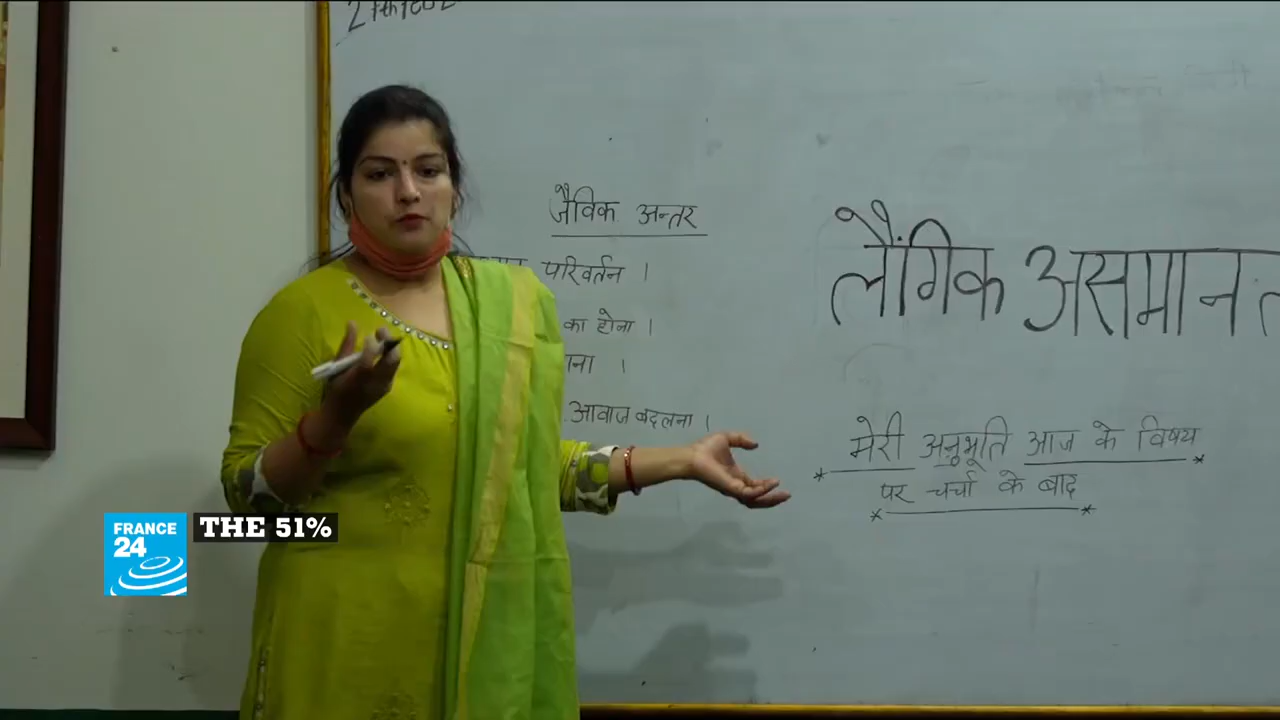 जैविक अन्तर
परिवर्तन ।
का होना ।
आवाज बदलना ।
लैंगिक असमान
मेरी अनुभूति आज के विषय
पर चर्चा के बाद
FRANCE
24
THE 51%